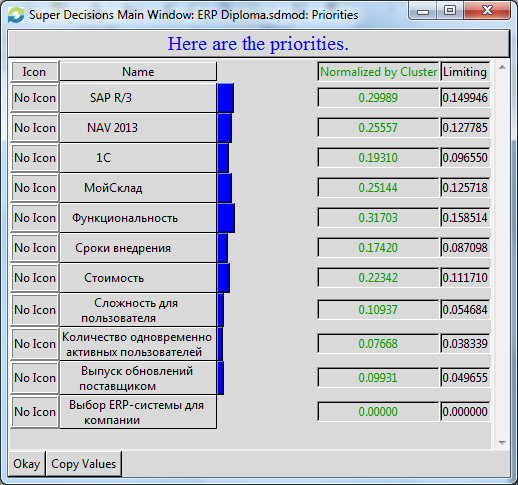 Super Decisions Main Window: ERP Diploma.sdmod: Priorities
Here are the priorities.
Icon Name Normalized by Cluster Limiting
No Icon SAP R/3 0.29989 0.149946
No Icon NAV 2013 0.25557 0.127785
No Icon 1С 0.19310 0.096550
No Icon МойСклад 0.25144 0.125718
No Icon Функциональность 0.31703 0.158514
No Icon Сроки внедрения 0.17420 0.087098
No Icon Стоимость 0.22342 0.111710
No Icon Сложность для 0.10937 0.054684
пользователя
No Icon Количество одновременно 0.07668 0.038339
активных пользователей
No Icon Выпуск обновлений 0.09931 0.049655
поставщиком
No Icon Выбор ERP-системы для 0.00000 0.000000
компании
Okay Copy Values